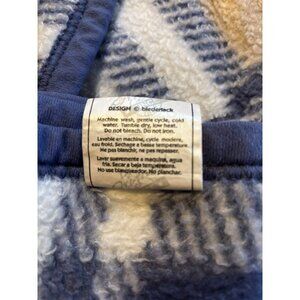 DESIGN © birderlack
Machine wash, gentle cycle, cold
water. Tumble dry, low heat.
Do not bleach. Do not iron.
Lavable en machine, cycle modere,
eau froid. Sechage a basse temperature.
Ne pas blanchir, ne pas repasser.
Lavar suavemente a maquina, agua
fria. Secar a baja temperatura.
No use blanqueador. No planchar.